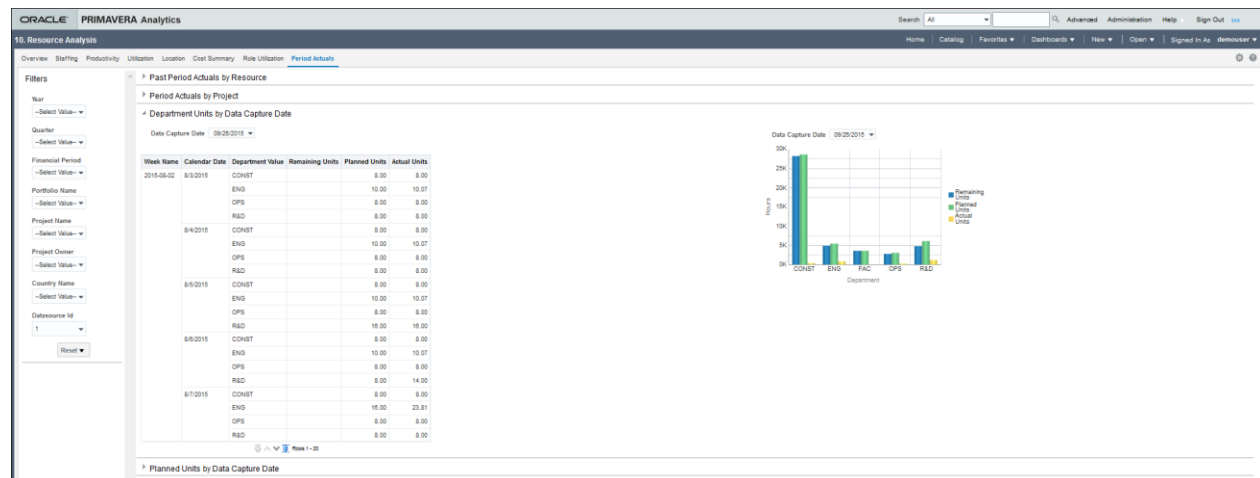 ORACLE PRIMAVERA Analytics
Search All Advanced Administration Help Sign Out
10. Resource Analysis
Home Catalog Favorites Dashboards New Open Signed In As demouser
Overview Staffing Productivity Utilization Location Cost Summary Role Utilization Period Actuals
Filters
Year
--Select Value--
Quarter
--Select Value--
Financial Period
--Select Value--
Portfolio Name
--Select Value--
Project Name
--Select Value--
Project Owner
--Select Value--
Country Name
--Select Value--
Datasource Id
1
Reset
Past Period Actuals by Resource
Period Actuals by Project
Department Units by Data Capture Date
Data Capture Date 09/25/2015
Week Name Calendar Date Department Value Remaining Units Planned Units Actual Units
2015-08-02 8/3/2015 CONST 8.00 8.00
ENG 10.00 10.07
OPS 8.00 8.00
R&D 8.00 8.00
8/4/2015 CONST 8.00 8.00
ENG 10.00 10.07
OPS 8.00 8.00
R&D 8.00 8.00
8/5/2015 CONST 8.00 8.00
ENG 10.00 10.07
OPS 8.00 8.00
R&D 16.00 16.00
8/6/2015 CONST 8.00 8.00
ENG 10.00 10.07
OPS 8.00 8.00
R&D 8.00 14.00
8/7/2015 CONST 8.00 8.00
ENG 16.00 23.81
OPS 8.00 8.00
R&D 8.00 8.00
Rows 1 - 20
Data Capture Date 09/25/2015
30K
25K
20K
15K
10K
5K
0K
Hours
CONST ENG FAC OPS R&D
Department
Remaining Units
Planned Units
Actual Units
Planned Units by Data Capture Date